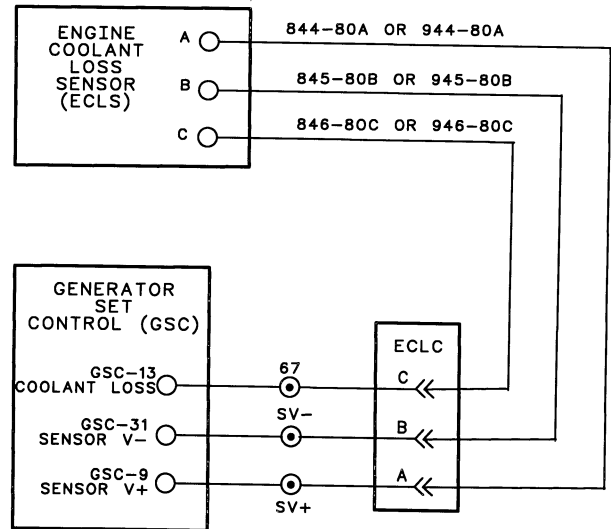 ENGINE
COOLANT
LOSS
SENSOR
(ECLS)
A
B
C
844-80A OR 944-80A
845-80B OR 945-80B
846-80C OR 946-80C
GENERATOR
SET
CONTROL (GSC)
GSC-13
COOLANT LOSS
GSC-31
SENSOR V-
GSC-9
SENSOR V+
67
SV-
SV+
ECLC
C
B
A